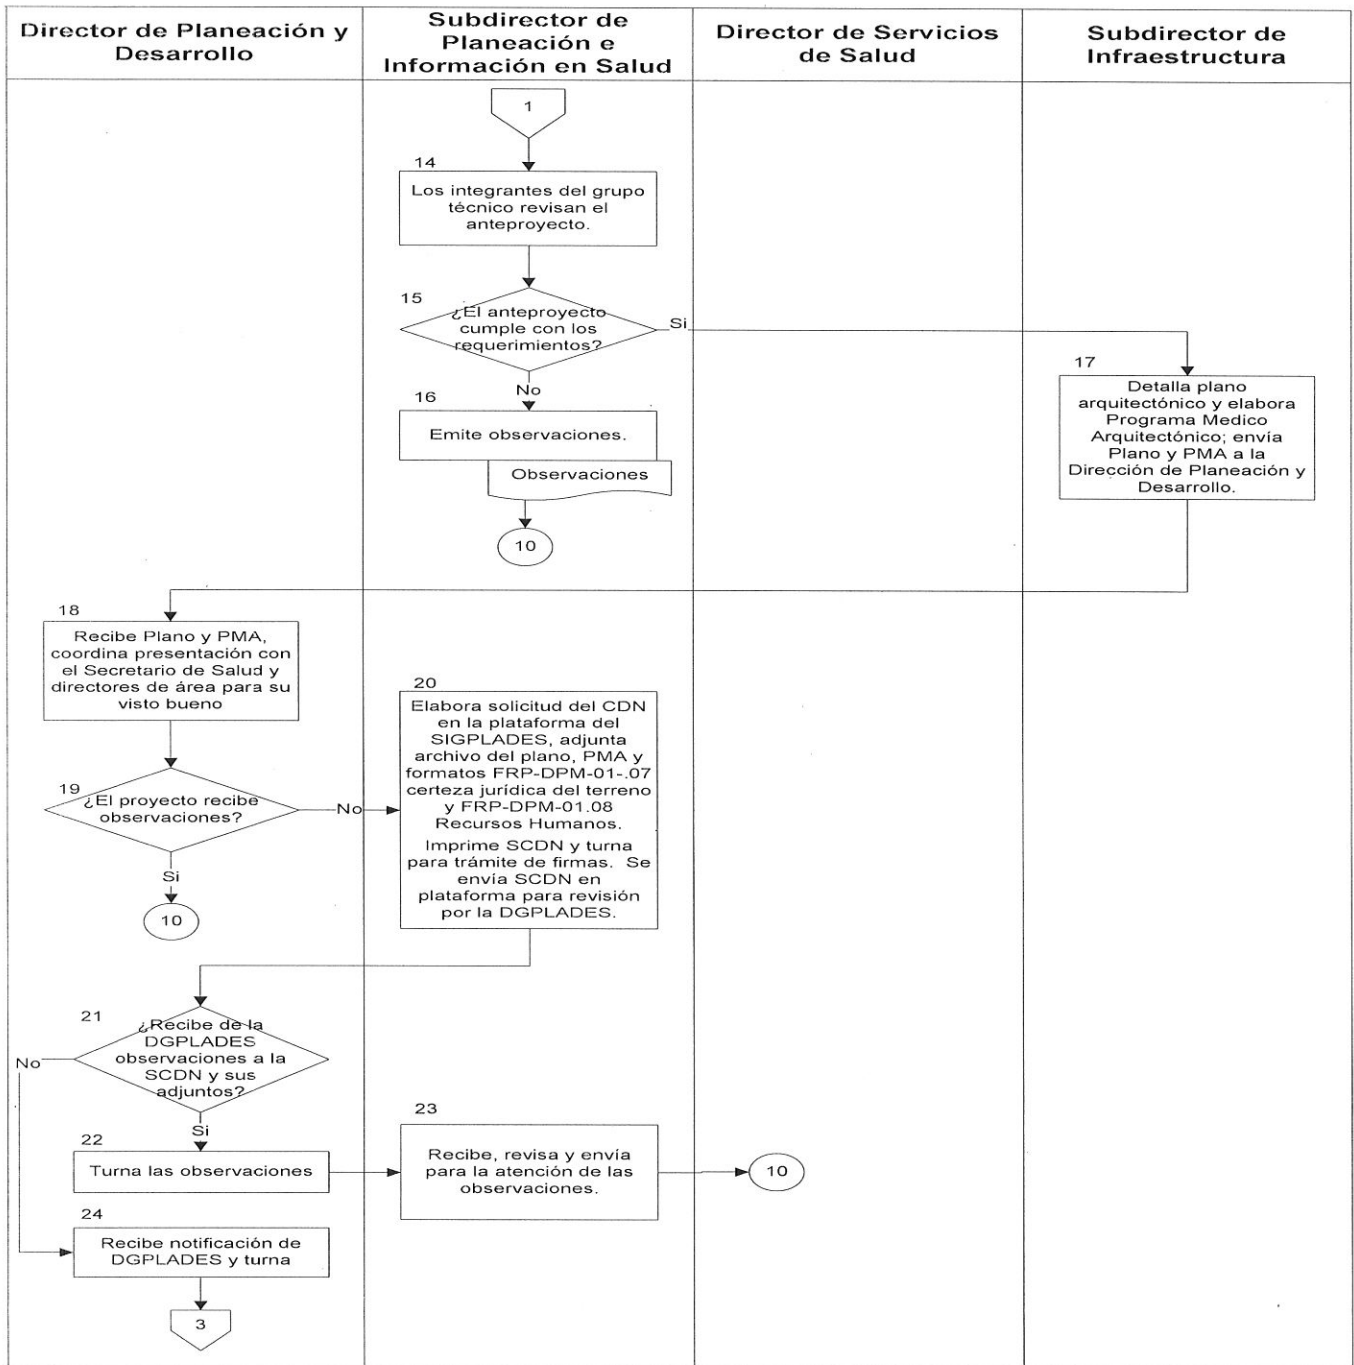 Director de Planeación y
Desarrollo
Subdirector de
Planeación e
Información en Salud
Director de Servicios
de Salud
Subdirector de
Infraestructura
1
14
Los integrantes del grupo
técnico revisan el
anteproyecto.
15
¿El anteproyecto
cumple con los
requerimientos?
Si
No
16
Emite observaciones.
Observaciones
10
17
Detalla plano
arquitectónico y elabora
Programa Medico
Arquitectónico; envía
Plano y PMA a la
Dirección de Planeación y
Desarrollo.
18
Recibe Plano y PMA,
coordina presentación con
el Secretario de Salud y
directores de área para su
visto bueno
19
¿El proyecto recibe
observaciones?
No
Si
10
20
Elabora solicitud del CDN
en la plataforma del
SIGPLADES, adjunta
archivo del plano, PMA y
formatos FRP-DPM-01-.07
certeza jurídica del terreno
y FRP-DPM-01.08
Recursos Humanos.
Imprime SCDN y turna
para trámite de firmas. Se
envía SCDN en
plataforma para revisión
por la DGPLADES.
21
¿Recibe de la
DGPLADES
observaciones a la
SCDN y sus
adjuntos?
No
Si
22
Turna las observaciones
23
Recibe, revisa y envía
para la atención de las
observaciones.
10
24
Recibe notificación de
DGPLADES y turna
3